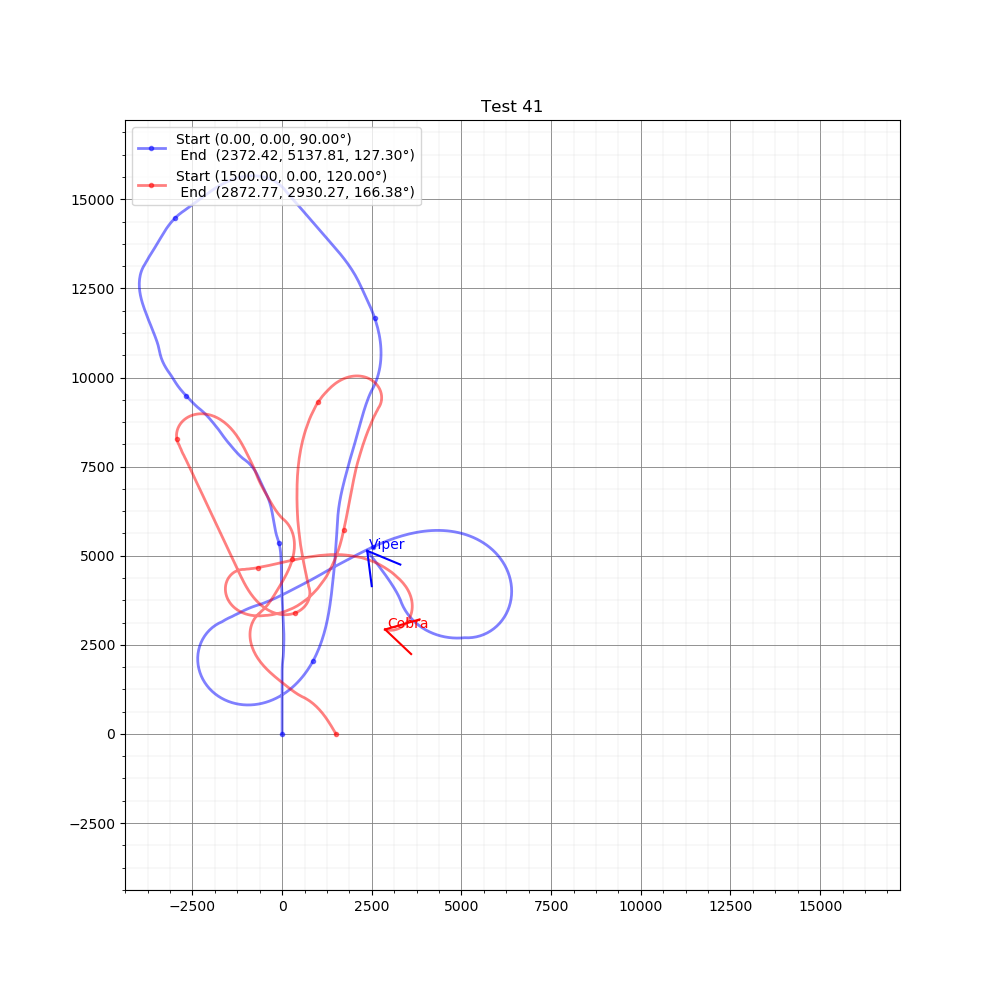 Test 41
Start (0.00, 0.00, 90.00°)
End (2372.42, 5137.81, 127.30°)
Start (1500.00, 0.00, 120.00°)
End (2872.77, 2930.27, 166.38°)
15000
12500
10000
7500
5000
2500
0
−2500
Viper
Cobra
−2500 0 2500 5000 7500 10000 12500 15000